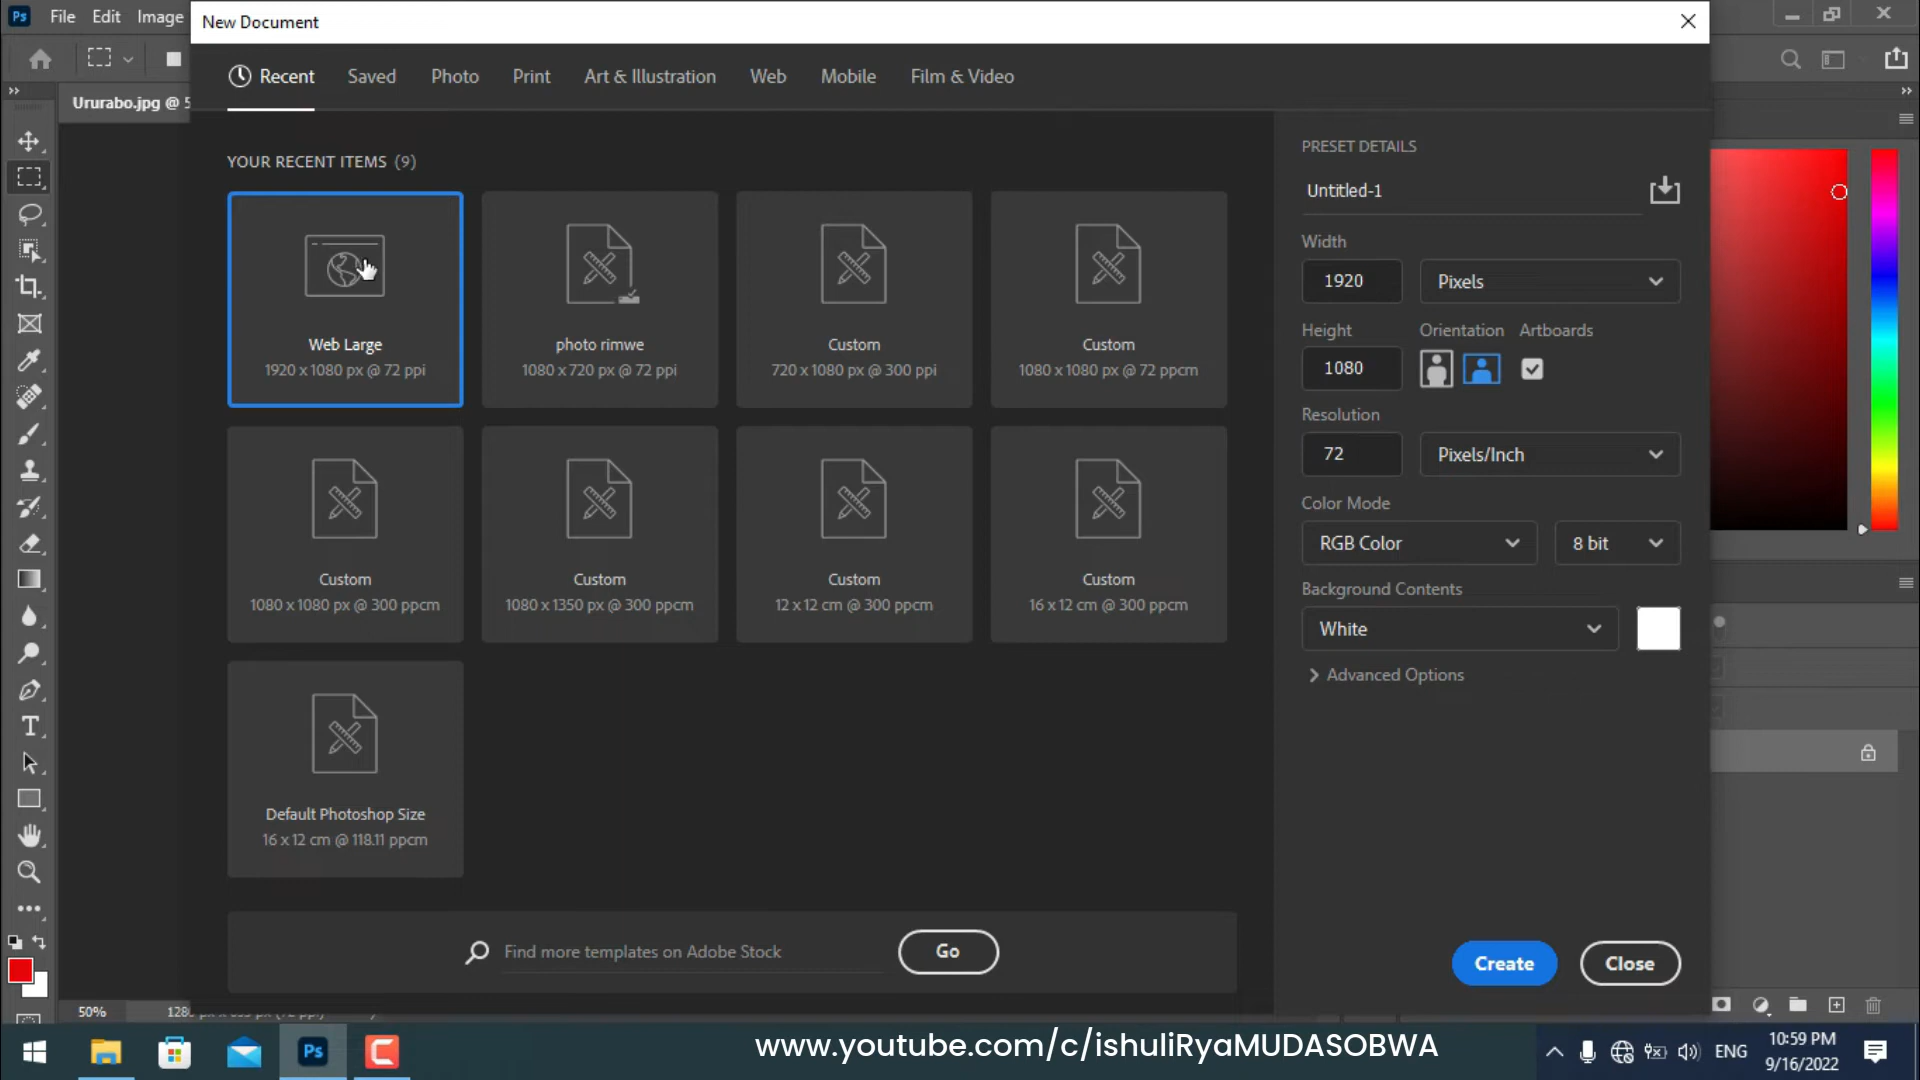 Ps File Edit Image
New Document
Ururabo.jpg @ 5
Recent Saved Photo Print Art & Illustration Web Mobile Film & Video
YOUR RECENT ITEMS (9)
Web Large
1920 x 1080 px @ 72 ppi
photo rimwe
1080 x 720 px @ 72 ppi
Custom
720 x 1080 px @ 300 ppi
Custom
1080 x 1080 px @ 72 ppcm
Custom
1080 x 1080 px @ 300 ppcm
Custom
1080 x 1350 px @ 300 ppcm
Custom
12 x 12 cm @ 300 ppcm
Custom
16 x 12 cm @ 300 ppcm
Default Photoshop Size
16 x 12 cm @ 118.11 ppcm
Find more templates on Adobe Stock
Go
PRESET DETAILS
Untitled-1
Width
1920 Pixels
Height Orientation Artboards
1080
Resolution
72 Pixels/Inch
Color Mode
RGB Color 8 bit
Background Contents
White
Advanced Options
Create Close
50%
Ps
www.youtube.com/c/ishuliRyaMUDASOBWA
ENG
10:59 PM
9/16/2022